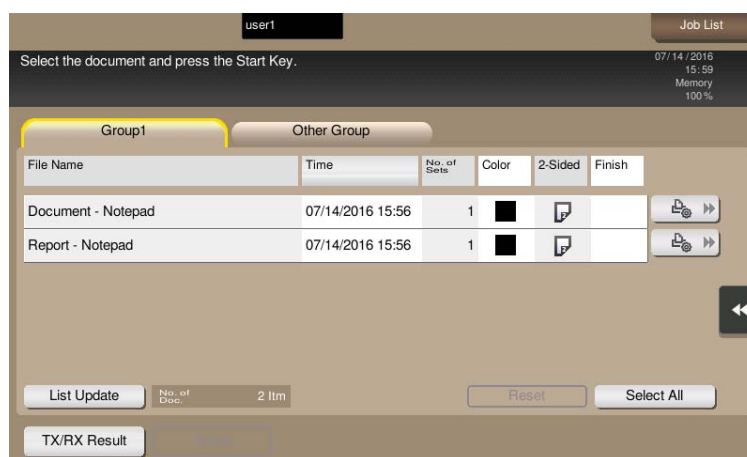 user1
Job List
Select the document and press the Start Key.
07/14/2016
15:59
Memory
100%
Group1
Other Group
File Name
Time
No. of
Sets
Color
2-Sided
Finish
Document - Notepad
07/14/2016 15:56
1
Report - Notepad
07/14/2016 15:56
1
List Update
No. of
Doc.
2 Itm
Reset
Select All
TX/RX Result